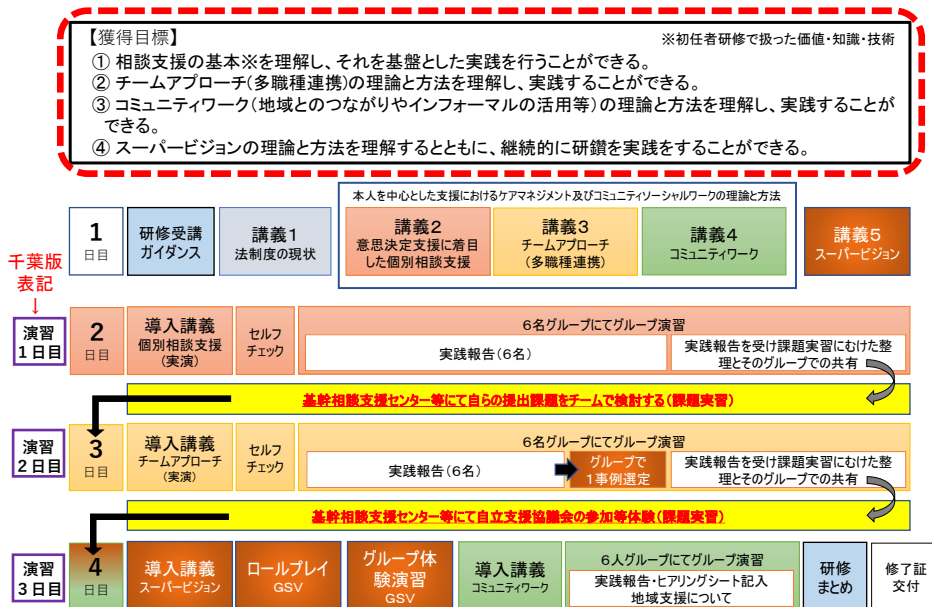 【獲得目標】
※初任者研修で扱った価値・知識・技術
① 相談支援の基本※を理解し、それを基盤とした実践を行うことができる。
② チームアプローチ(多職種連携)の理論と方法を理解し、実践することができる。
③ コミュニティワーク(地域とのつながりやインフォーマルの活用等)の理論と方法を理解し、実践することが
できる。
④ スーパービジョンの理論と方法を理解するとともに、継続的に研鑽を実践をすることができる。
本人を中心とした支援におけるケアマネジメント及びコミュニティソーシャルワークの理論と方法
1
日目
研修受講
ガイダンス
講義1
法制度の現状
講義2
意思決定支援に着目
した個別相談支援
講義3
チームアプローチ
(多職種連携)
講義4
コミュニティワーク
講義5
スーパービジョン
千葉版
表記
↓
演習
1日目
2
日目
導入講義
個別相談支援
(実演)
セルフ
チェック
6名グループにてグループ演習
実践報告(6名)
実践報告を受け課題実習にむけた整
理とそのグループでの共有
基幹相談支援センター等にて自らの提出課題をチームで検討する(課題実習)
演習
2日目
3
日目
導入講義
チームアプローチ
(実演)
セルフ
チェック
6名グループにてグループ演習
実践報告(6名)
グループで
1事例選定
実践報告を受け課題実習にむけた整
理とそのグループでの共有
基幹相談支援センター等にて自立支援協議会の参加等体験(課題実習)
演習
3日目
4
日目
導入講義
スーパービジョン
ロールプレイ
GSV
グループ体
験演習
GSV
導入講義
コミュニティワーク
6人グループにてグループ演習
実践報告・ヒアリングシート記入
地域支援について
研修
まとめ
修了証
交付